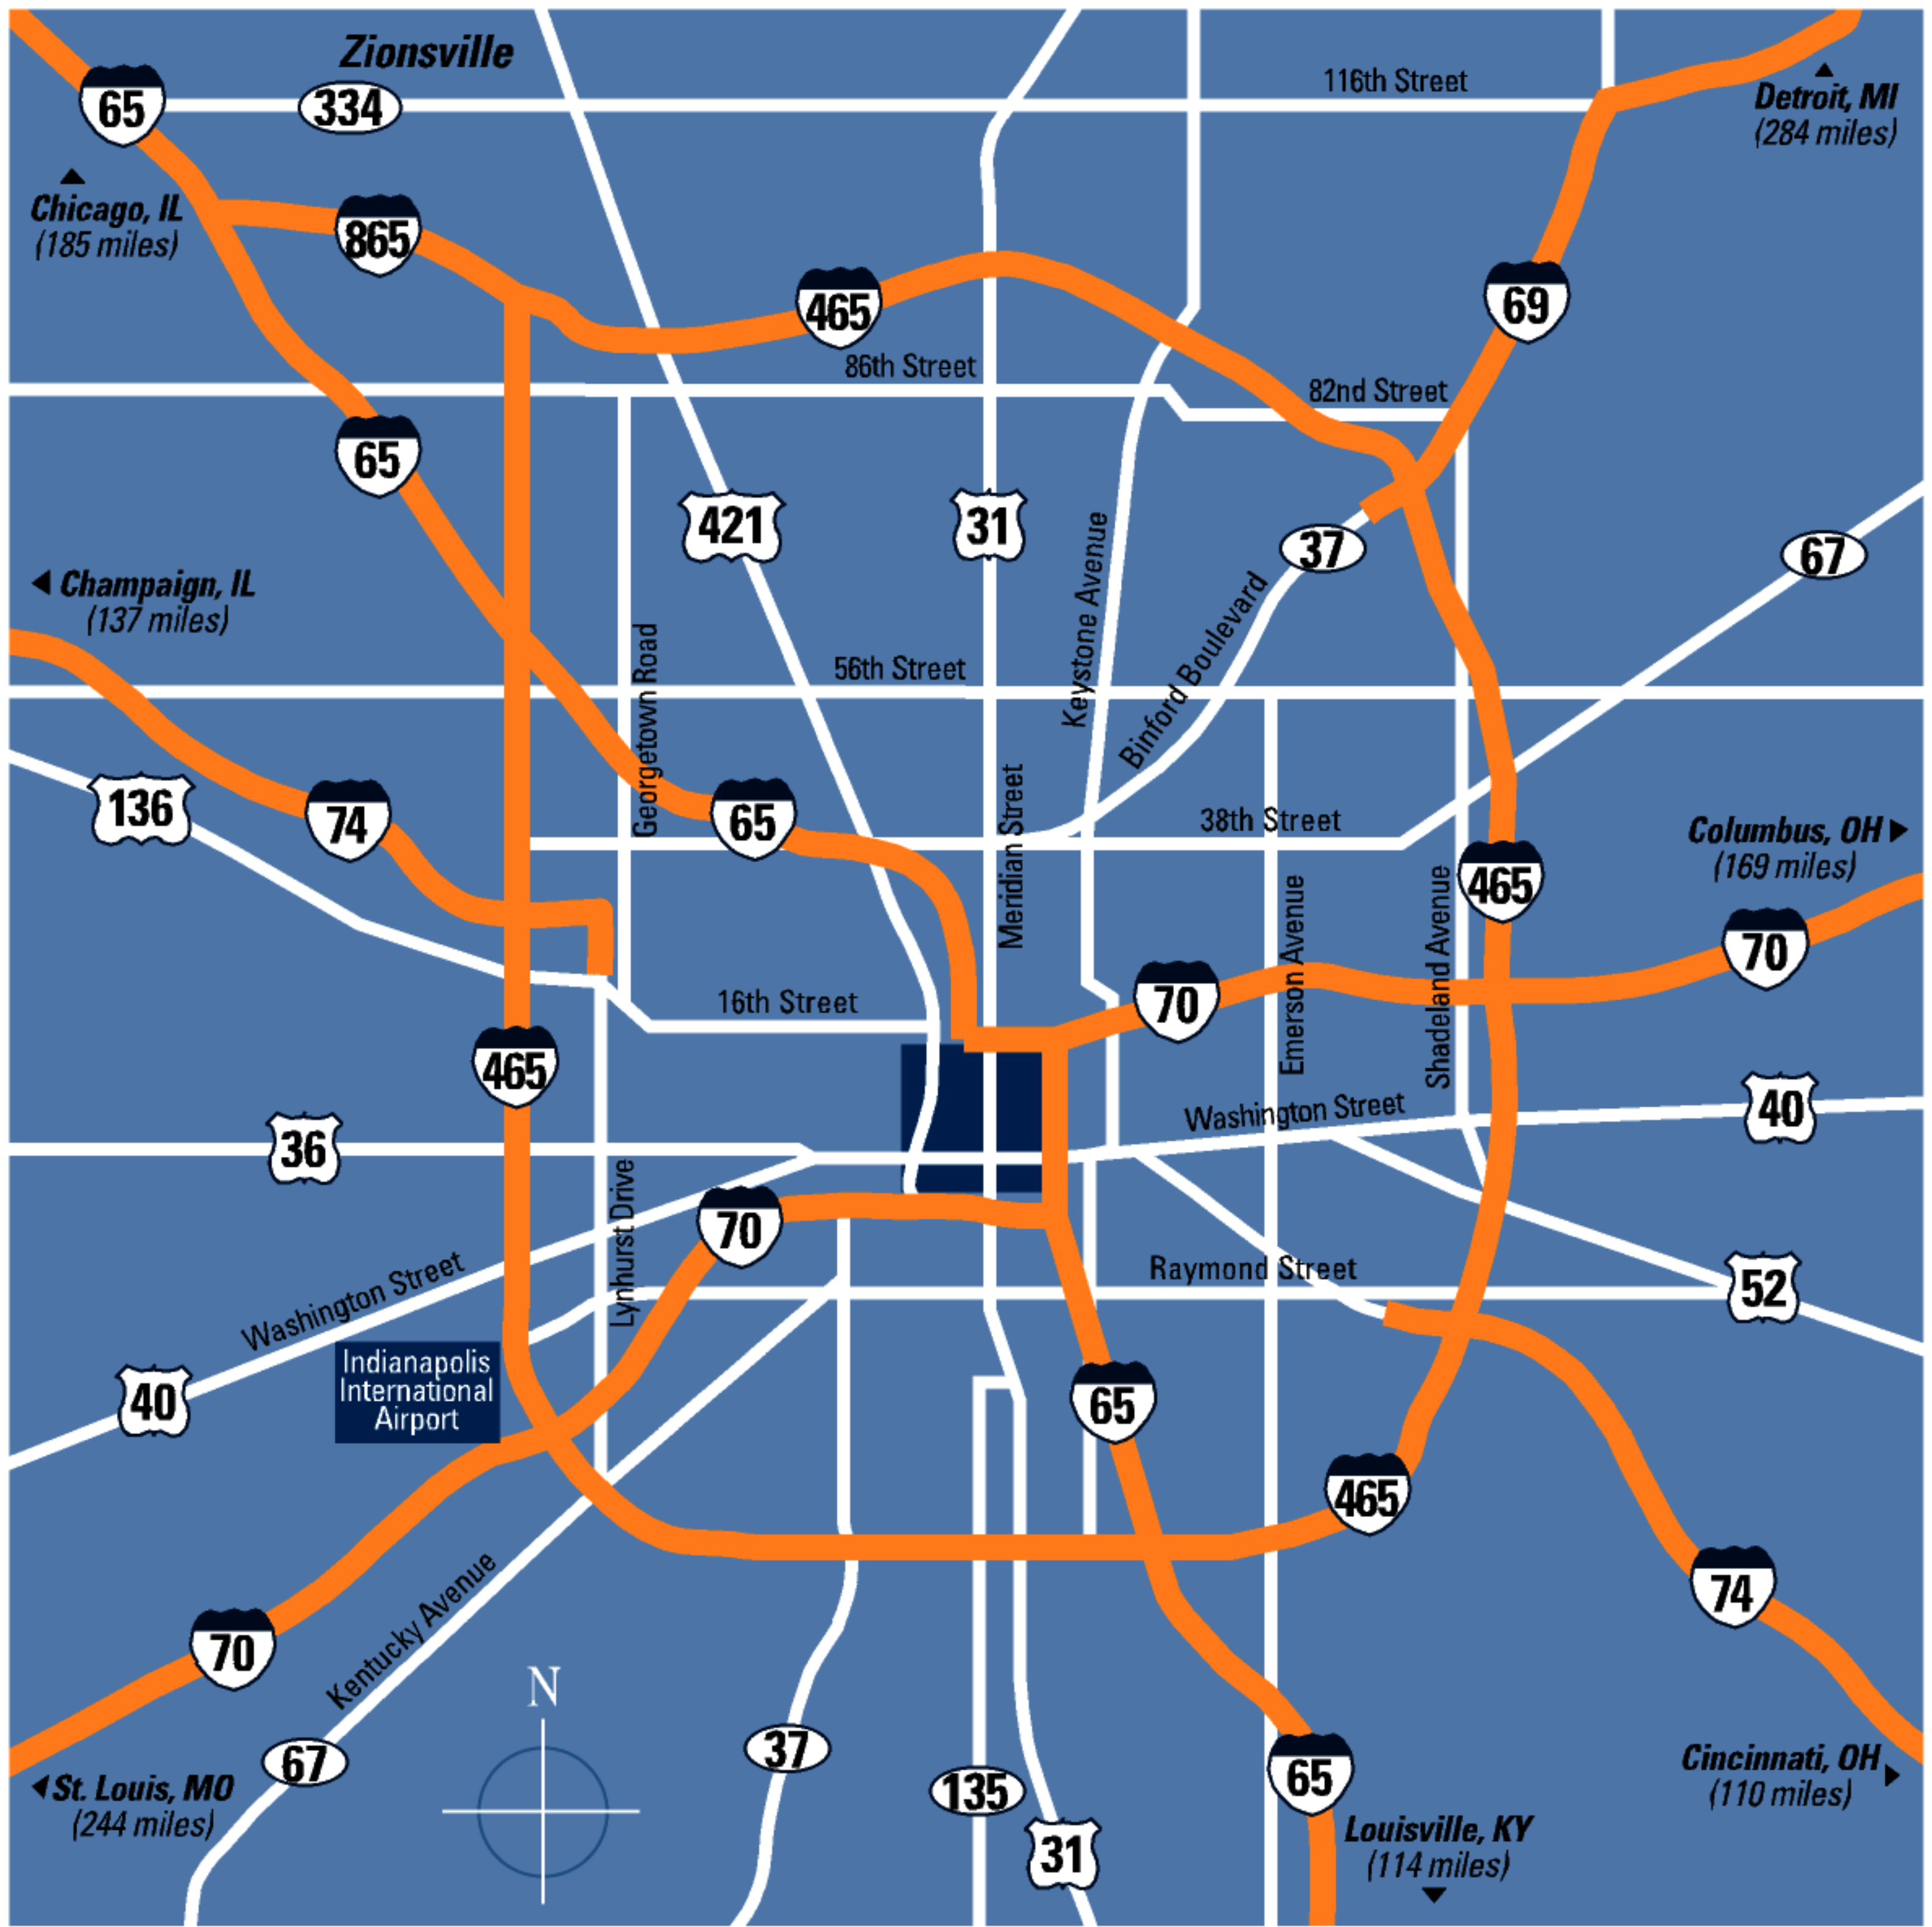 Zionsville
116th Street
65
334
Detroit, MI
(284 miles)
Chicago, IL
(185 miles)
865
465
69
86th Street
82nd Street
65
421
31
37
67
Keystone Avenue
Champaign, IL
(137 miles)
Binford Boulevard
Georgetown Road
56th Street
136
74
65
Meridian Street
38th Street
Columbus, OH
(169 miles)
465
Emerson Avenue
Shadeland Avenue
70
70
16th Street
465
Washington Street
40
36
Lynhurst Drive
70
Raymond Street
52
Washington Street
40
Indianapolis
International
Airport
65
465
74
Kentucky Avenue
70
N
67
37
135
65
31
St. Louis, MO
(244 miles)
Cincinnati, OH
(110 miles)
Louisville, KY
(114 miles)